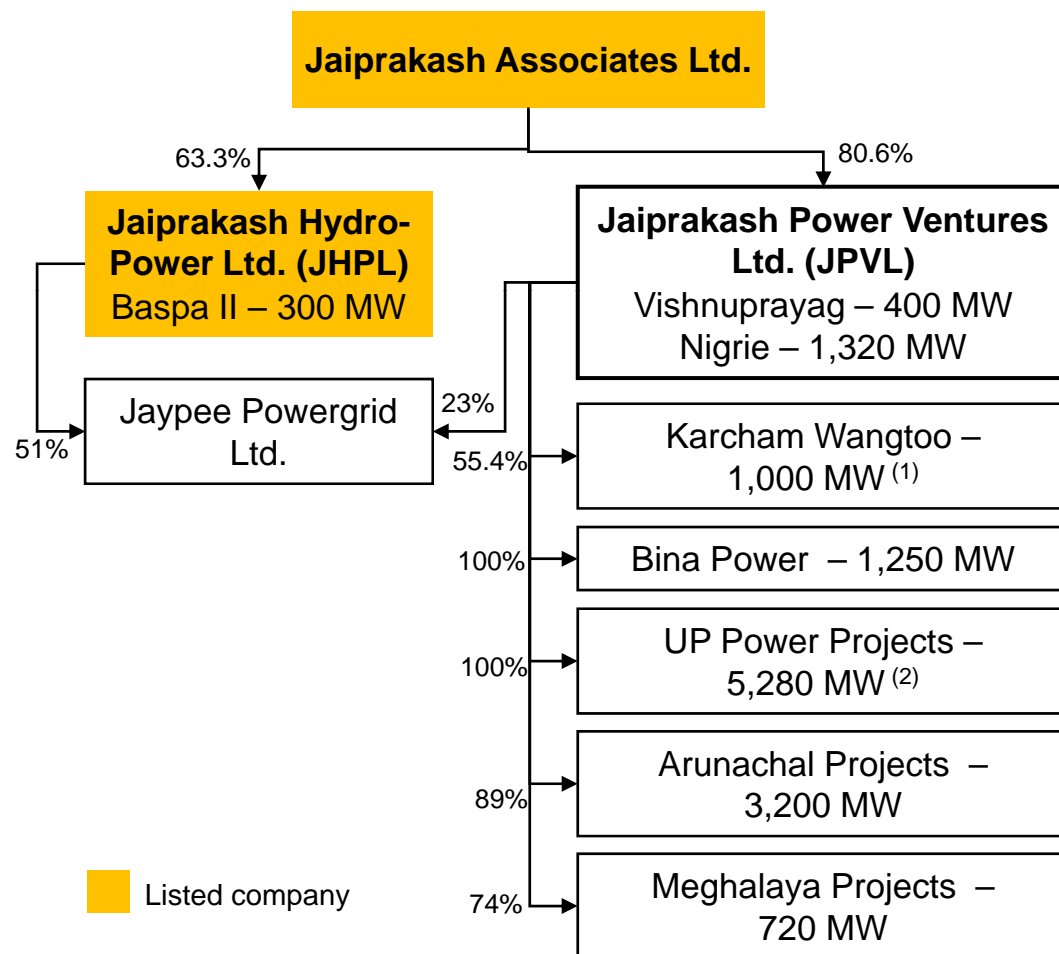 Jaiprakash Associates Ltd.
63.3%
80.6%
Jaiprakash Hydro-
Power Ltd. (JHPL)
Baspa II – 300 MW
Jaiprakash Power Ventures
Ltd. (JPVL)
Vishnuprayag – 400 MW
Nigrie – 1,320 MW
51%
Jaypee Powergrid
Ltd.
23%
55.4%
Karcham Wangtoo –
1,000 MW (1)
100%
Bina Power – 1,250 MW
100%
UP Power Projects –
5,280 MW (2)
89%
Arunachal Projects –
3,200 MW
74%
Meghalaya Projects –
720 MW
Listed company